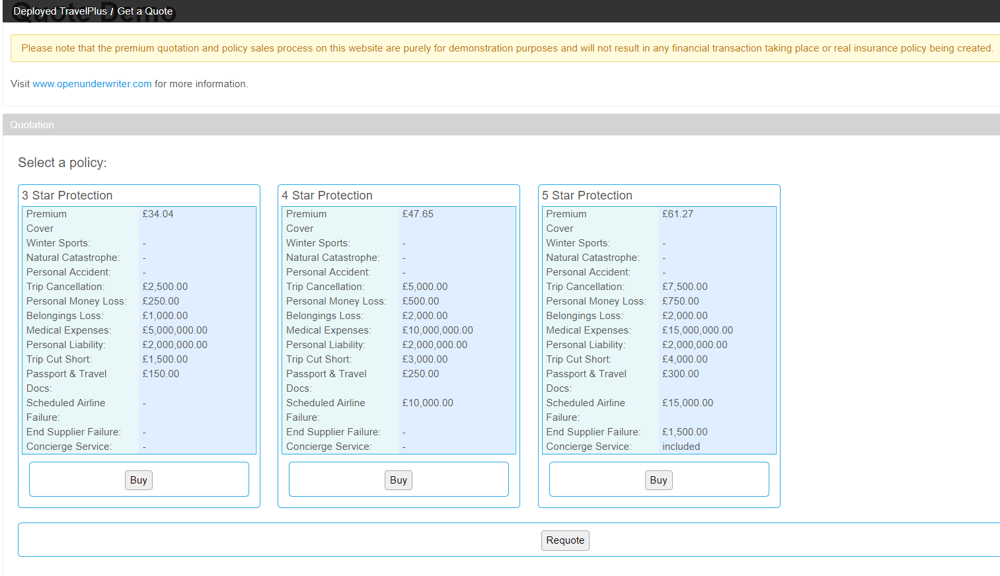 Quote Demo
Deployed TravelPlus / Get a Quote
Please note that the premium quotation and policy sales process on this website are purely for demonstration purposes and will not result in any financial transaction taking place or real insurance policy being created.
Visit www.openunderwriter.com for more information.
Quotation
Select a policy:
3 Star Protection
Premium £34.04
Cover
Winter Sports: -
Natural Catastrophe: -
Personal Accident: -
Trip Cancellation: £2,500.00
Personal Money Loss: £250.00
Belongings Loss: £1,000.00
Medical Expenses: £5,000,000.00
Personal Liability: £2,000,000.00
Trip Cut Short: £1,500.00
Passport & Travel £150.00
Docs:
Scheduled Airline -
Failure:
End Supplier Failure: -
Concierge Service: -
Buy
4 Star Protection
Premium £47.65
Cover
Winter Sports: -
Natural Catastrophe: -
Personal Accident: -
Trip Cancellation: £5,000.00
Personal Money Loss: £500.00
Belongings Loss: £2,000.00
Medical Expenses: £10,000,000.00
Personal Liability: £2,000,000.00
Trip Cut Short: £3,000.00
Passport & Travel £250.00
Docs:
Scheduled Airline £10,000.00
Failure:
End Supplier Failure: -
Concierge Service: -
Buy
5 Star Protection
Premium £61.27
Cover
Winter Sports: -
Natural Catastrophe: -
Personal Accident: -
Trip Cancellation: £7,500.00
Personal Money Loss: £750.00
Belongings Loss: £2,000.00
Medical Expenses: £15,000,000.00
Personal Liability: £2,000,000.00
Trip Cut Short: £4,000.00
Passport & Travel £300.00
Docs:
Scheduled Airline £15,000.00
Failure:
End Supplier Failure: £1,500.00
Concierge Service: included
Buy
Requote